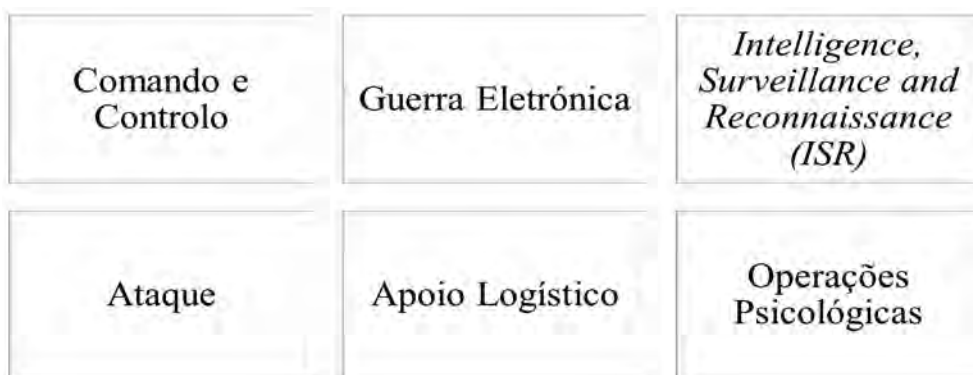 Comando e
Controlo
Guerra Eletrónica
Intelligence,
Surveillance and
Reconnaissance
(ISR)
Ataque
Apoio Logístico
Operações
Psicológicas